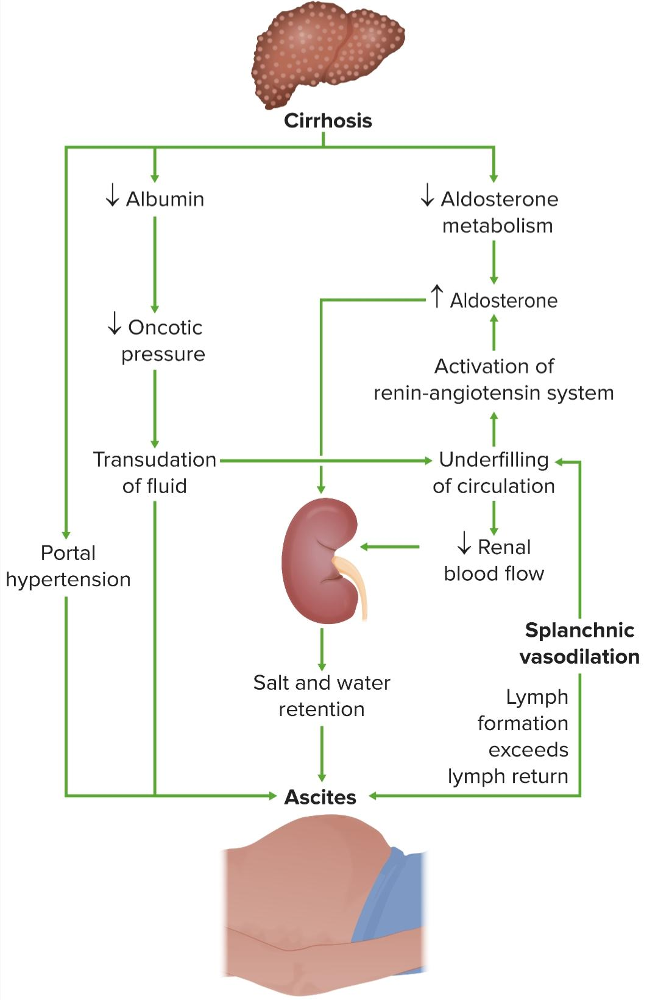 Cirrhosis
↓ Albumin
↓ Aldosterone
metabolism
↑ Aldosterone
↓ Oncotic
pressure
Activation of
renin-angiotensin system
Transudation
of fluid
Underfilling
of circulation
Portal
hypertension
↓ Renal
blood flow
Splanchnic
vasodilation
Salt and water
retention
Lymph
formation
exceeds
lymph return
Ascites